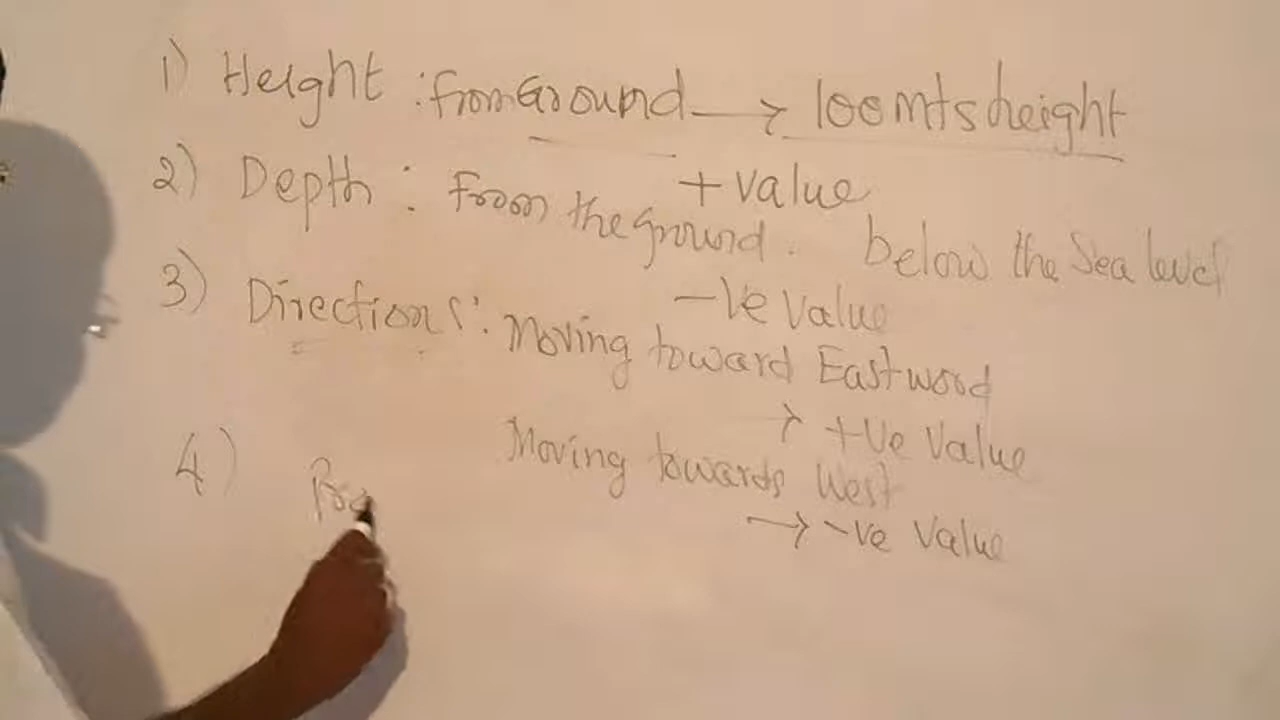 1) Height : from Ground → 100 mts height
+ value
2) Depth : From the ground . below the Sea level
-ve value
3) Directions : Moving toward Eastwood
→ +ve value
Moving towards West
→ -ve value
4)